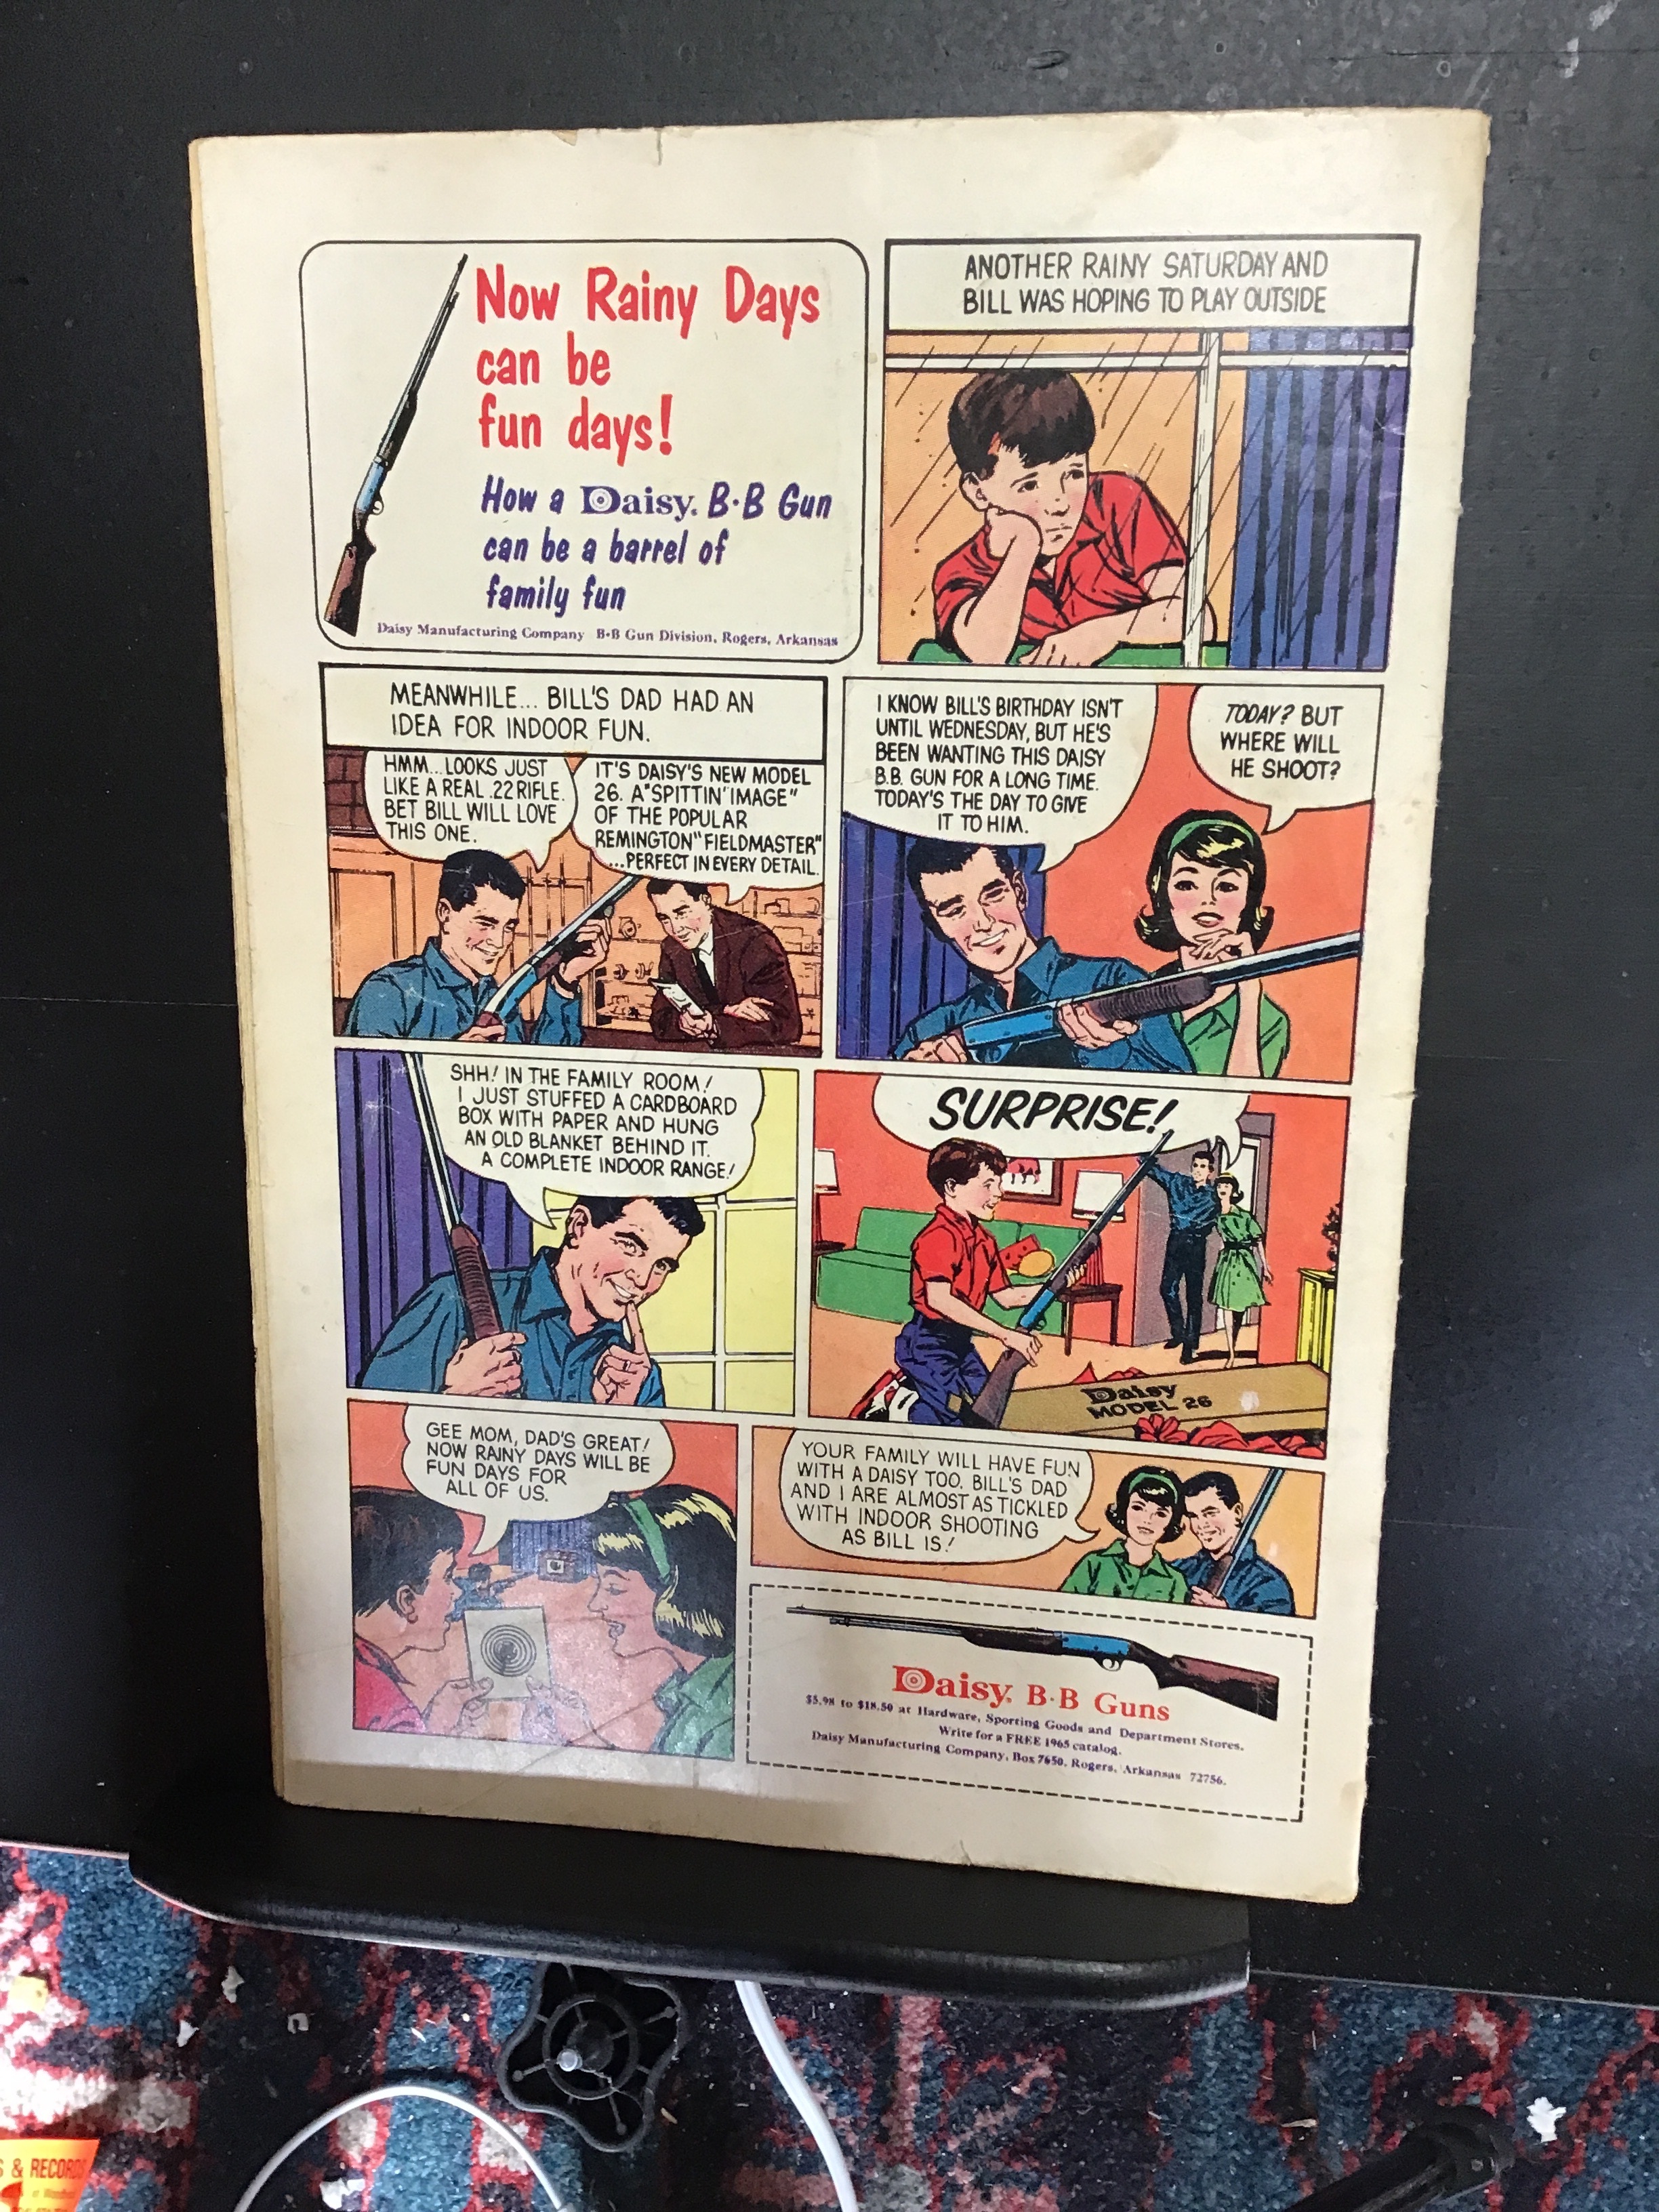 Now Rainy Days
can be
fun days!
How a Daisy. B·B Gun
can be a barrel of
family fun
Daisy Manufacturing Company B·B Gun Division, Rogers, Arkansas
ANOTHER RAINY SATURDAY AND
BILL WAS HOPING TO PLAY OUTSIDE
MEANWHILE... BILL'S DAD HAD AN
IDEA FOR INDOOR FUN.
HMM...LOOKS JUST
LIKE A REAL .22 RIFLE.
BET BILL WILL LOVE
THIS ONE.
IT'S DAISY'S NEW MODEL
26. A "SPITTIN' IMAGE"
OF THE POPULAR
REMINGTON "FIELDMASTER"
...PERFECT IN EVERY DETAIL.
I KNOW BILL'S BIRTHDAY ISN'T
UNTIL WEDNESDAY, BUT HE'S
BEEN WANTING THIS DAISY
B.B. GUN FOR A LONG TIME.
TODAY'S THE DAY TO GIVE
IT TO HIM.
TODAY? BUT
WHERE WILL
HE SHOOT?
SHH! IN THE FAMILY ROOM!
I JUST STUFFED A CARDBOARD
BOX WITH PAPER AND HUNG
AN OLD BLANKET BEHIND IT.
A COMPLETE INDOOR RANGE!
SURPRISE!
Daisy
MODEL 26
GEE MOM, DAD'S GREAT!
NOW RAINY DAYS WILL BE
FUN DAYS FOR
ALL OF US.
YOUR FAMILY WILL HAVE FUN
WITH A DAISY TOO. BILL'S DAD
AND I ARE ALMOST AS TICKLED
WITH INDOOR SHOOTING
AS BILL IS!
Daisy. B·B Guns
$5.98 to $18.50 at Hardware, Sporting Goods and Department Stores.
Write for a FREE 1965 catalog.
Daisy Manufacturing Company, Box 7650, Rogers, Arkansas 72756.
& RECORDS